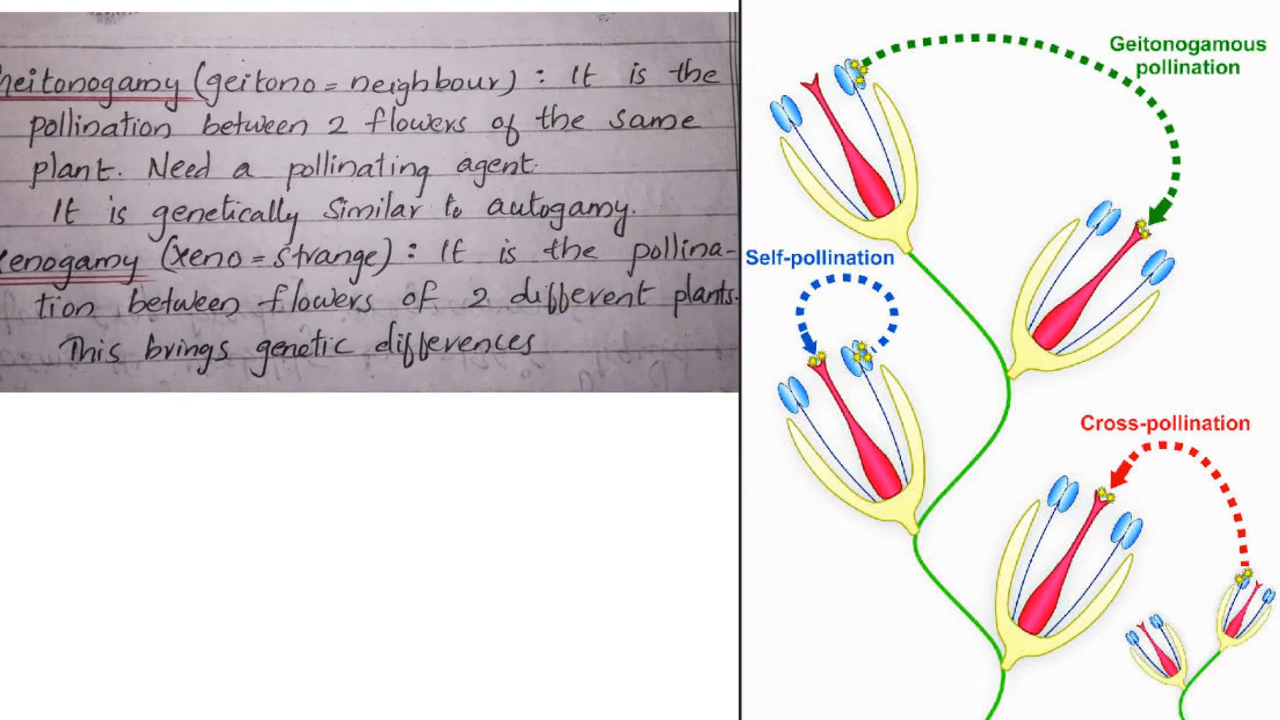 heitonogamy (geitono = neighbour) : It is the
pollination between 2 flowers of the same
plant. Need a pollinating agent.
It is genetically similar to autogamy.
enogamy (xeno = strange) : It is the pollina-
tion between flowers of 2 different plants.
This brings genetic differences
Geitonogamous
pollination
Self-pollination
Cross-pollination